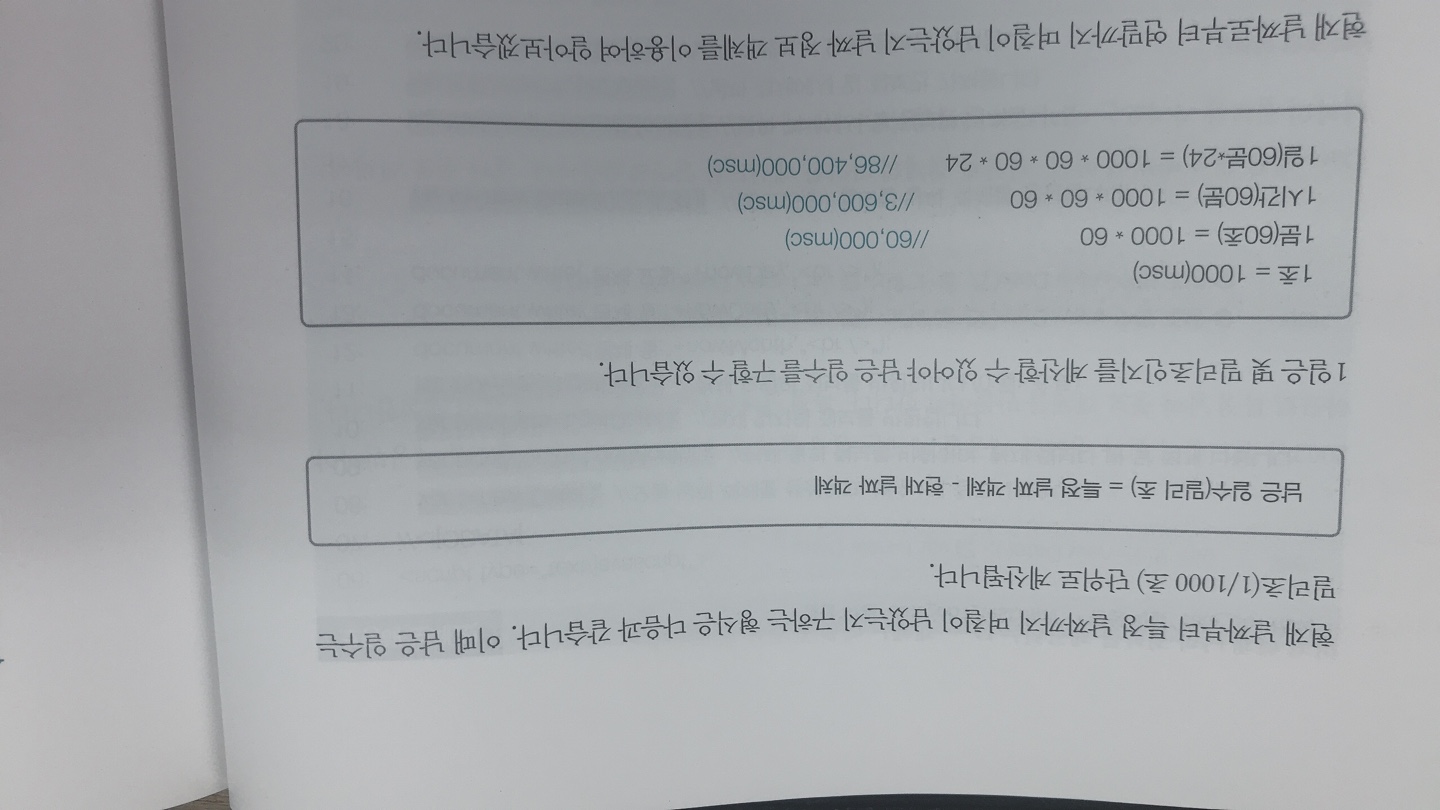 현재 날짜부터 특정 날짜까지 며칠이 남았는지 구하는 형식은 다음과 같습니다. 이때 남은 일수는
밀리초(1/1000 초) 단위로 계산됩니다.
남은 일수(밀리 초) = 특정 날짜 객체 - 현재 날짜 객체
1일은 몇 밀리초인지를 계산할 수 있어야 남은 일수를 구할 수 있습니다.
1초 = 1000(msc)
1분(60초) = 1000 * 60 //60,000(msc)
1시간(60분) = 1000 * 60 * 60 //3,600,000(msc)
1일(60분*24) = 1000 * 60 * 60 * 24 //86,400,000(msc)
현재 날짜로부터 연말까지 며칠이 남았는지 날짜 정보 객체를 이용하여 알아보겠습니다.